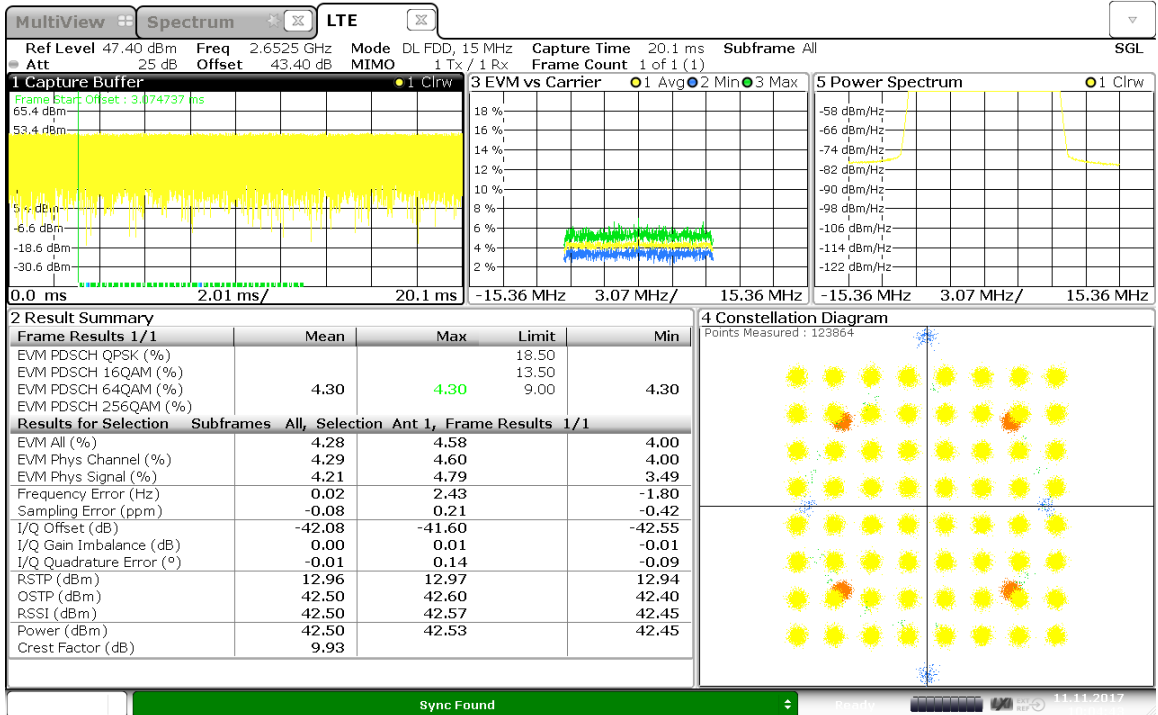 MultiView Spectrum LTE
Ref Level 47.40 dBm Freq 2.6525 GHz Mode DL FDD, 15 MHz Capture Time 20.1 ms Subframe All SGL
Att 25 dB Offset 43.40 dB MIMO 1 Tx / 1 Rx Frame Count 1 of 1 (1)
1 Capture Buffer 1 Clrw
Frame Start Offset : 3.074737 ms
65.4 dBm
53.4 dBm
5.4 dBm
-6.6 dBm
-18.6 dBm
-30.6 dBm
0.0 ms 2.01 ms/ 20.1 ms
3 EVM vs Carrier 1 Avg 2 Min 3 Max
18 %
16 %
14 %
12 %
10 %
8 %
6 %
4 %
2 %
-15.36 MHz 3.07 MHz/ 15.36 MHz
5 Power Spectrum 1 Clrw
-58 dBm/Hz
-66 dBm/Hz
-74 dBm/Hz
-82 dBm/Hz
-90 dBm/Hz
-98 dBm/Hz
-106 dBm/Hz
-114 dBm/Hz
-122 dBm/Hz
-15.36 MHz 3.07 MHz/ 15.36 MHz
2 Result Summary
Frame Results 1/1 Mean Max Limit Min
EVM PDSCH QPSK (%) 18.50
EVM PDSCH 16QAM (%) 13.50
EVM PDSCH 64QAM (%) 4.30 4.30 9.00 4.30
EVM PDSCH 256QAM (%)
Results for Selection Subframes All, Selection Ant 1, Frame Results 1/1
EVM All (%) 4.28 4.58 4.00
EVM Phys Channel (%) 4.29 4.60 4.00
EVM Phys Signal (%) 4.21 4.79 3.49
Frequency Error (Hz) 0.02 2.43 -1.80
Sampling Error (ppm) -0.08 0.21 -0.42
I/Q Offset (dB) -42.08 -41.60 -42.55
I/Q Gain Imbalance (dB) 0.00 0.01 -0.01
I/Q Quadrature Error (º) -0.01 0.14 -0.09
RSTP (dBm) 12.96 12.97 12.94
OSTP (dBm) 42.50 42.60 42.40
RSSI (dBm) 42.50 42.57 42.45
Power (dBm) 42.50 42.53 42.45
Crest Factor (dB) 9.93
4 Constellation Diagram
Points Measured : 123864
Sync Found
Ready
LXI EXT REF
11.11.2017